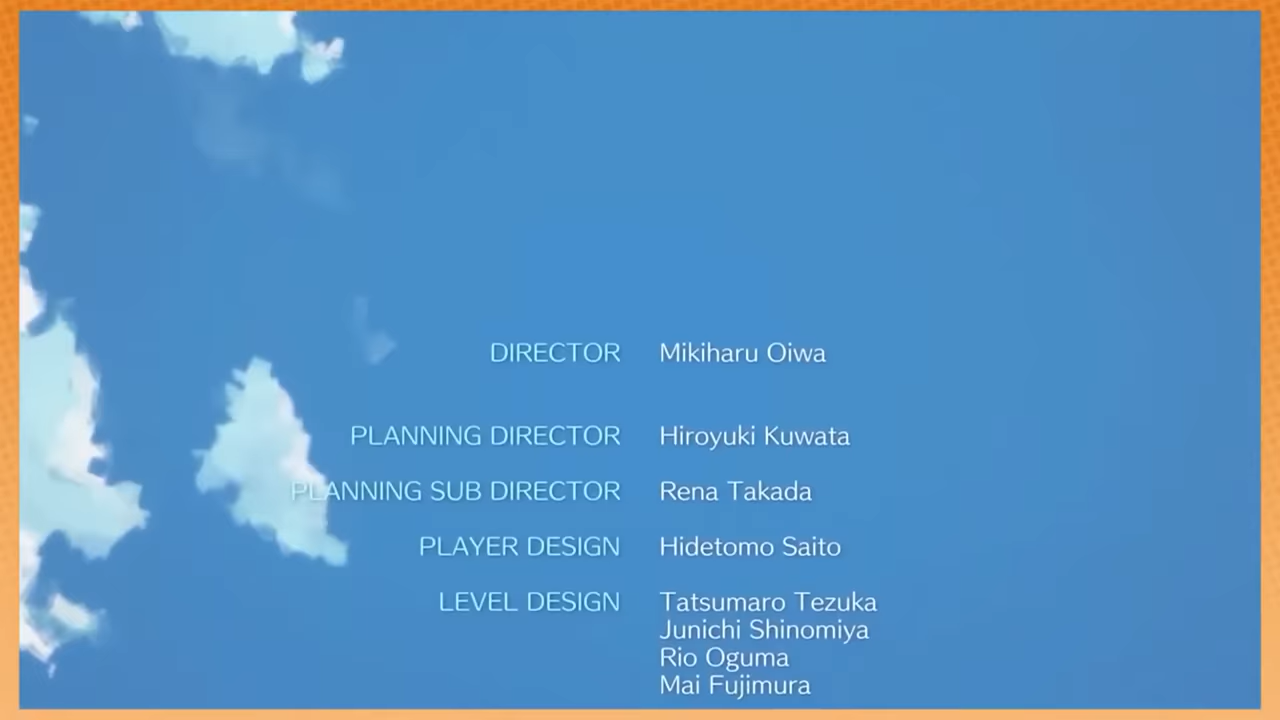 DIRECTOR Mikiharu Oiwa
PLANNING DIRECTOR Hiroyuki Kuwata
PLANNING SUB DIRECTOR Rena Takada
PLAYER DESIGN Hidetomo Saito
LEVEL DESIGN Tatsumaro Tezuka
Junichi Shinomiya
Rio Oguma
Mai Fujimura